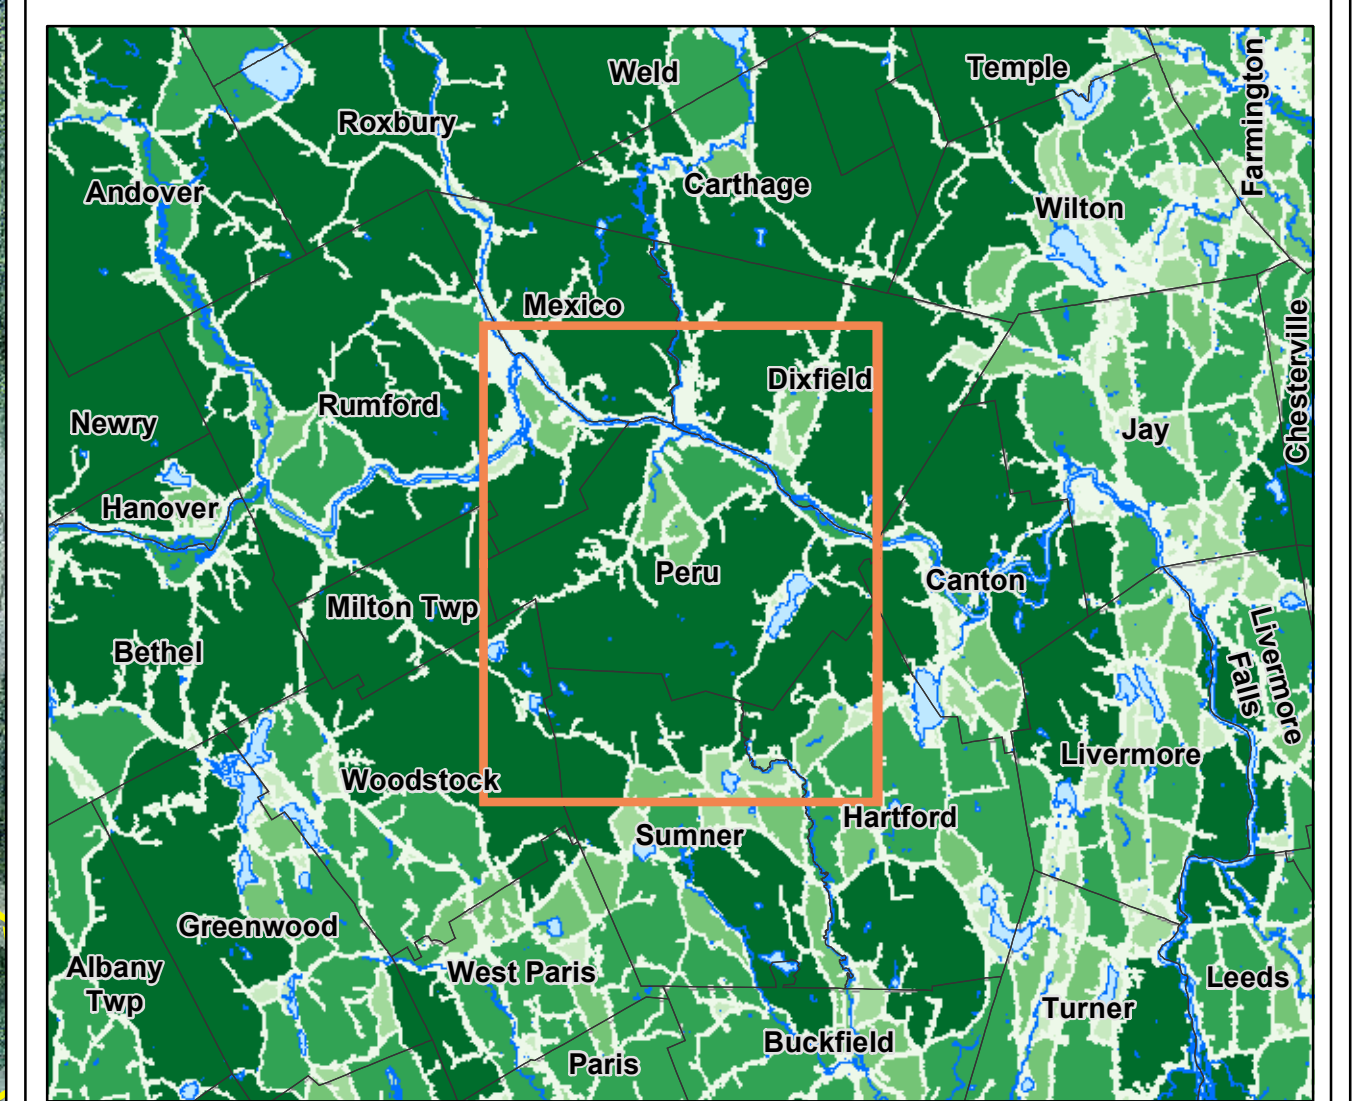 Weld
Temple
Farmington
Roxbury
Andover
Carthage
Wilton
Mexico
Chesterville
Dixfield
Rumford
Newry
Jay
Hanover
Peru
Canton
Milton Twp
Bethel
Livermore
Falls
Livermore
Woodstock
Hartford
Sumner
Greenwood
West Paris
Albany
Twp
Leeds
Turner
Buckfield
Paris